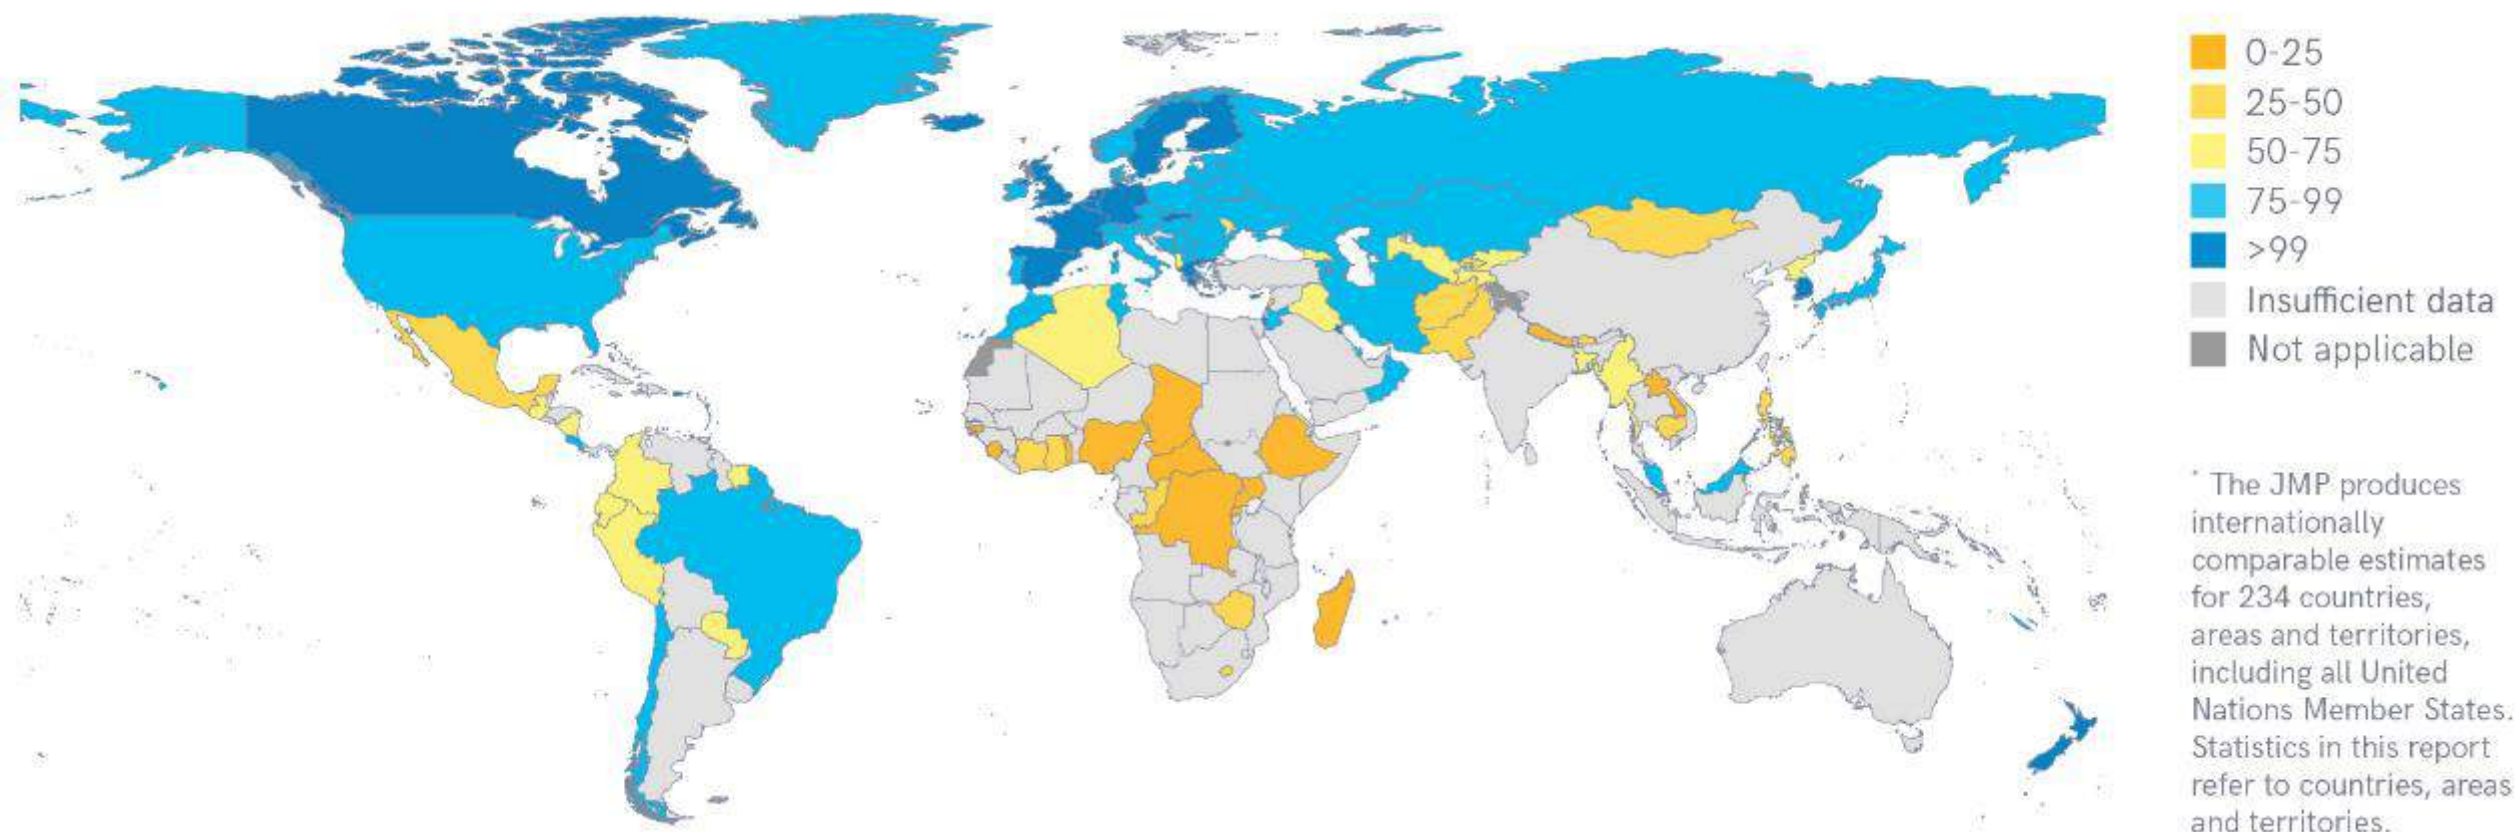 0-25
25-50
50-75
75-99
>99
Insufficient data
Not applicable
* The JMP produces
internationally
comparable estimates
for 234 countries,
areas and territories,
including all United
Nations Member States.
Statistics in this report
refer to countries, areas
and territories.